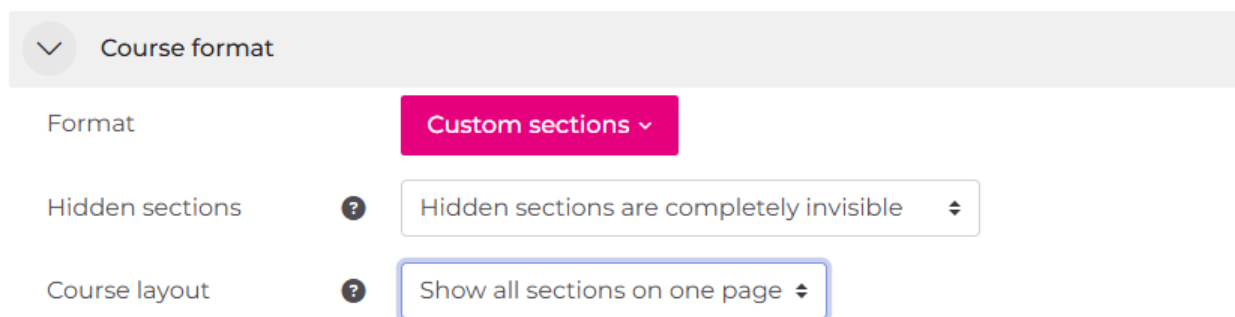 Course format
Format Custom sections
Hidden sections ? Hidden sections are completely invisible
Course layout ? Show all sections on one page